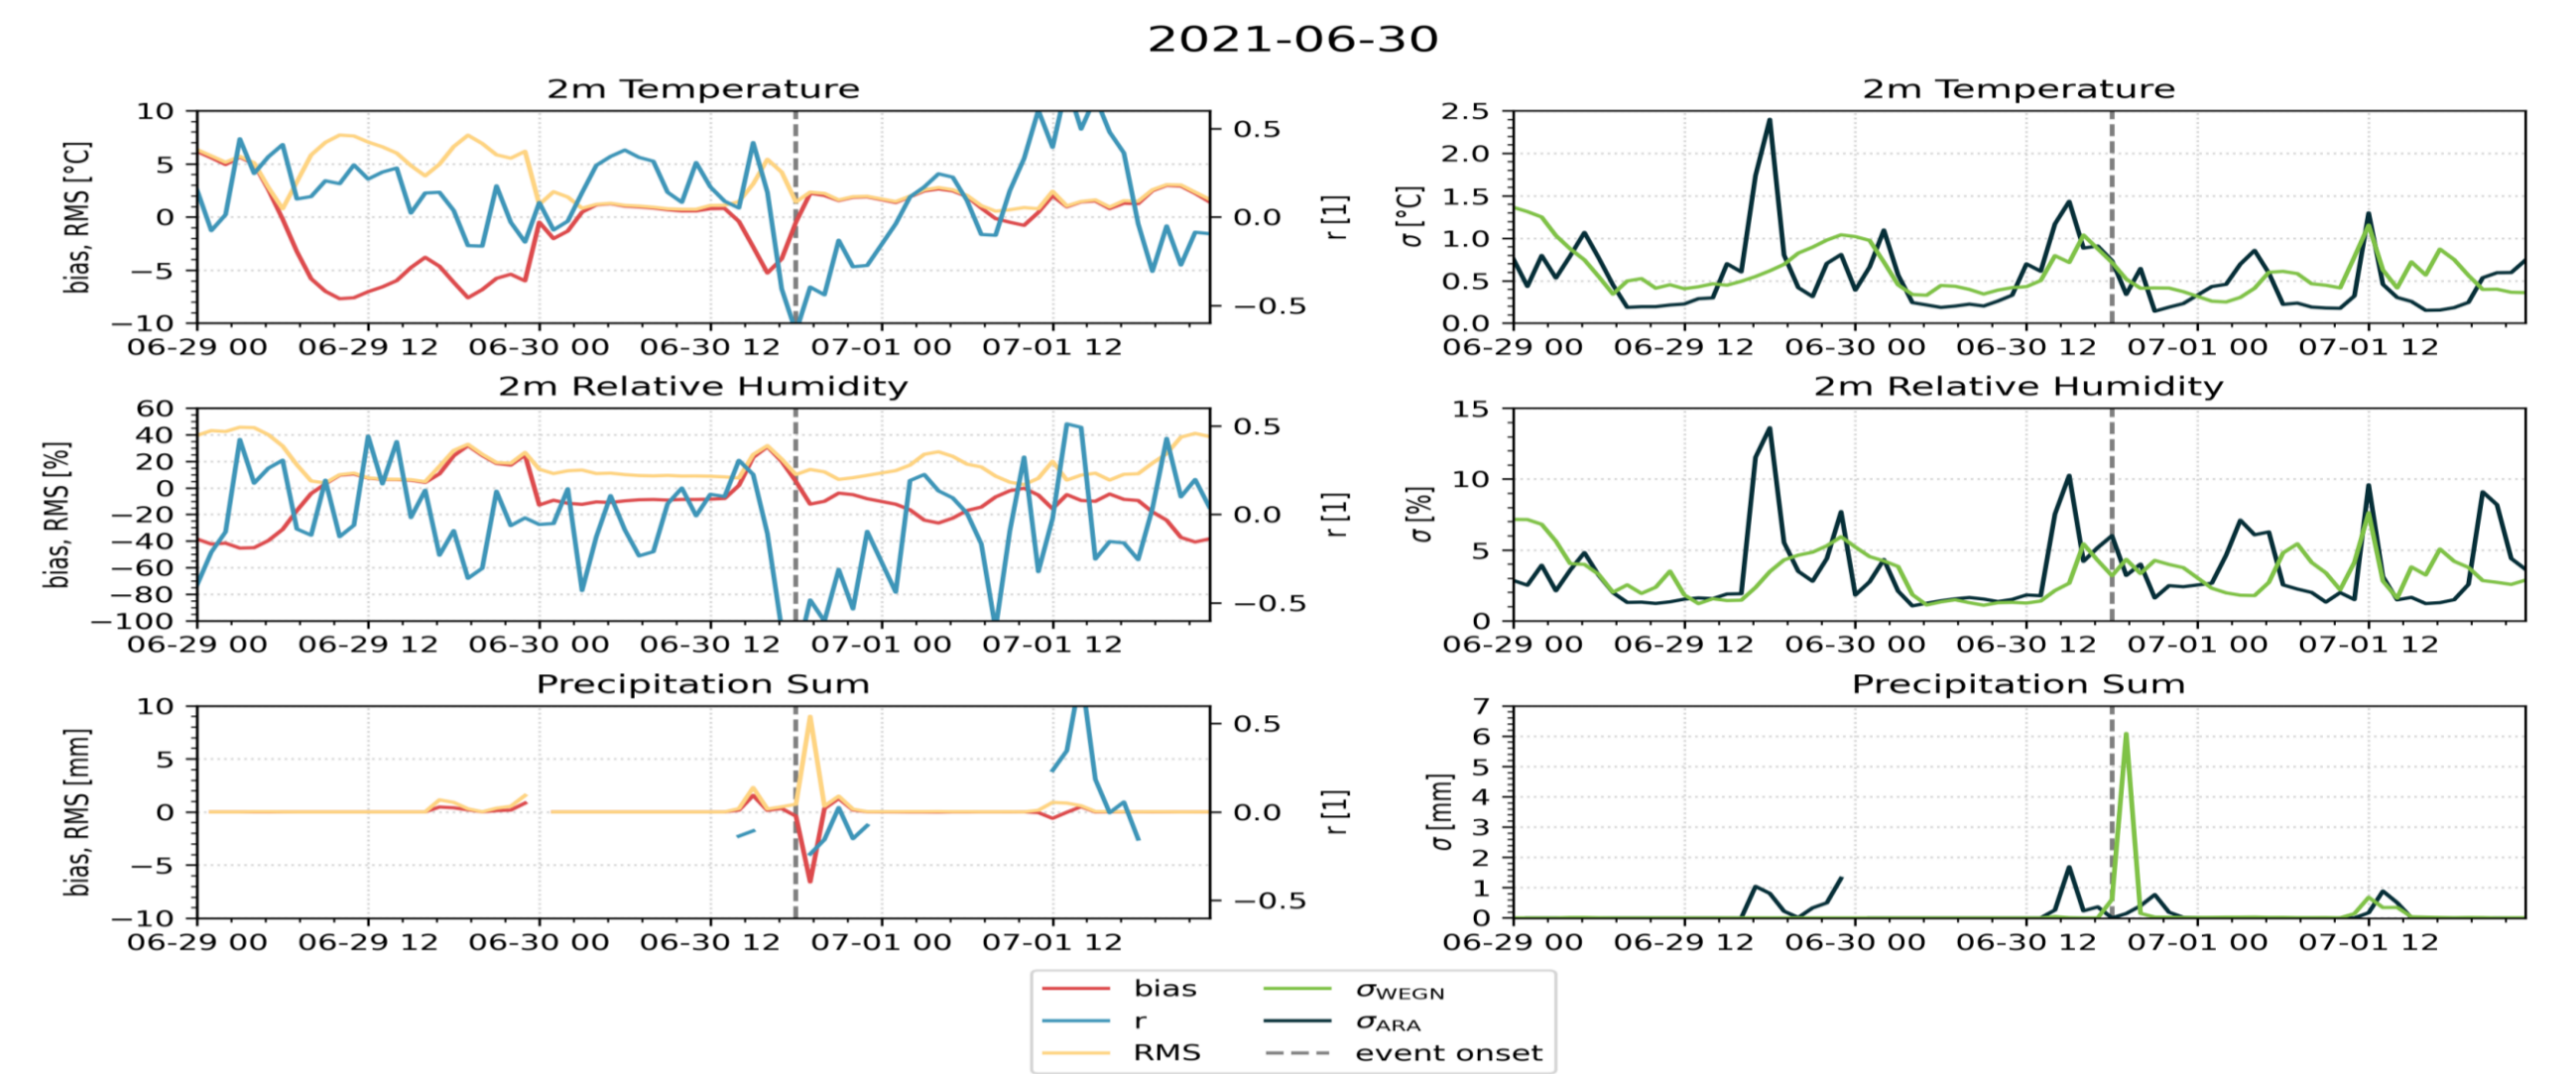 2021-06-30
2m Temperature
bias, RMS [°C]
10
5
0
−5
−10
0.5
0.0
−0.5
r [1]
06-29 00 06-29 12 06-30 00 06-30 12 07-01 00 07-01 12
2m Temperature
σ [°C]
2.5
2.0
1.5
1.0
0.5
0.0
06-29 00 06-29 12 06-30 00 06-30 12 07-01 00 07-01 12
2m Relative Humidity
bias, RMS [%]
60
40
20
0
−20
−40
−60
−80
−100
0.5
0.0
−0.5
r [1]
06-29 00 06-29 12 06-30 00 06-30 12 07-01 00 07-01 12
2m Relative Humidity
σ [%]
15
10
5
0
06-29 00 06-29 12 06-30 00 06-30 12 07-01 00 07-01 12
Precipitation Sum
bias, RMS [mm]
10
5
0
−5
−10
0.5
0.0
−0.5
r [1]
06-29 00 06-29 12 06-30 00 06-30 12 07-01 00 07-01 12
Precipitation Sum
σ [mm]
7
6
5
4
3
2
1
0
06-29 00 06-29 12 06-30 00 06-30 12 07-01 00 07-01 12
bias
r
RMS
σWEGN
σARA
event onset